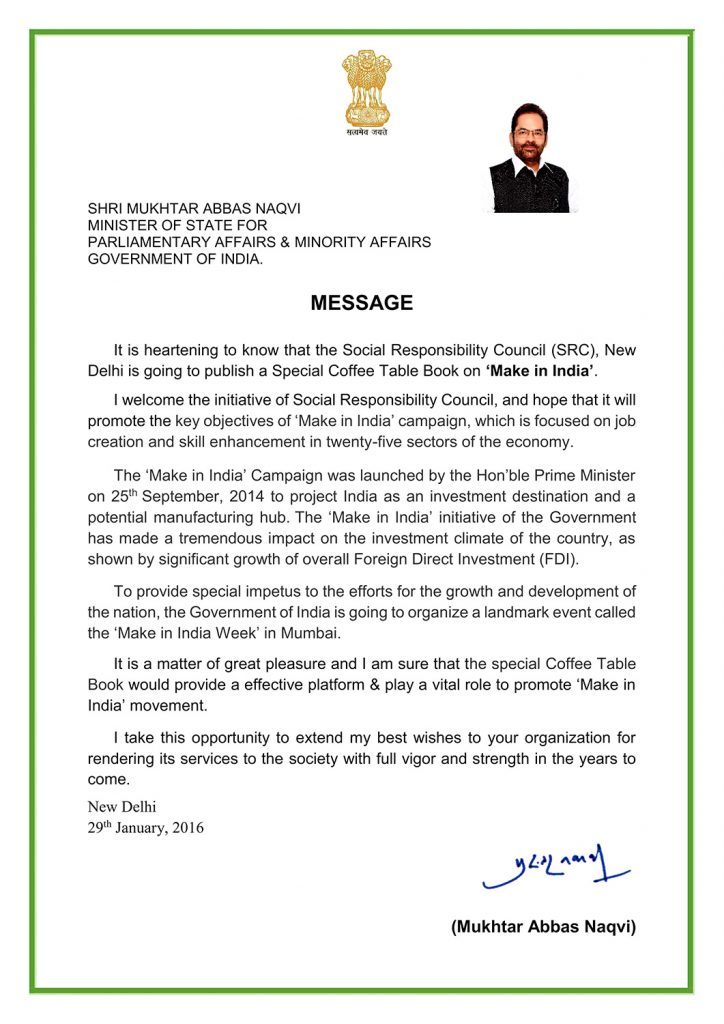 सत्यमेव जयते
SHRI MUKHTAR ABBAS NAQVI
MINISTER OF STATE FOR
PARLIAMENTARY AFFAIRS & MINORITY AFFAIRS
GOVERNMENT OF INDIA.
MESSAGE
It is heartening to know that the Social Responsibility Council (SRC), New
Delhi is going to publish a Special Coffee Table Book on ‘Make in India’.
I welcome the initiative of Social Responsibility Council, and hope that it will
promote the key objectives of ‘Make in India’ campaign, which is focused on job
creation and skill enhancement in twenty-five sectors of the economy.
The ‘Make in India’ Campaign was launched by the Hon’ble Prime Minister
on 25th September, 2014 to project India as an investment destination and a
potential manufacturing hub. The ‘Make in India’ initiative of the Government
has made a tremendous impact on the investment climate of the country, as
shown by significant growth of overall Foreign Direct Investment (FDI).
To provide special impetus to the efforts for the growth and development of
the nation, the Government of India is going to organize a landmark event called
the ‘Make in India Week’ in Mumbai.
It is a matter of great pleasure and I am sure that the special Coffee Table
Book would provide a effective platform & play a vital role to promote ‘Make in
India’ movement.
I take this opportunity to extend my best wishes to your organization for
rendering its services to the society with full vigor and strength in the years to
come.
New Delhi
29th January, 2016
(Mukhtar Abbas Naqvi)